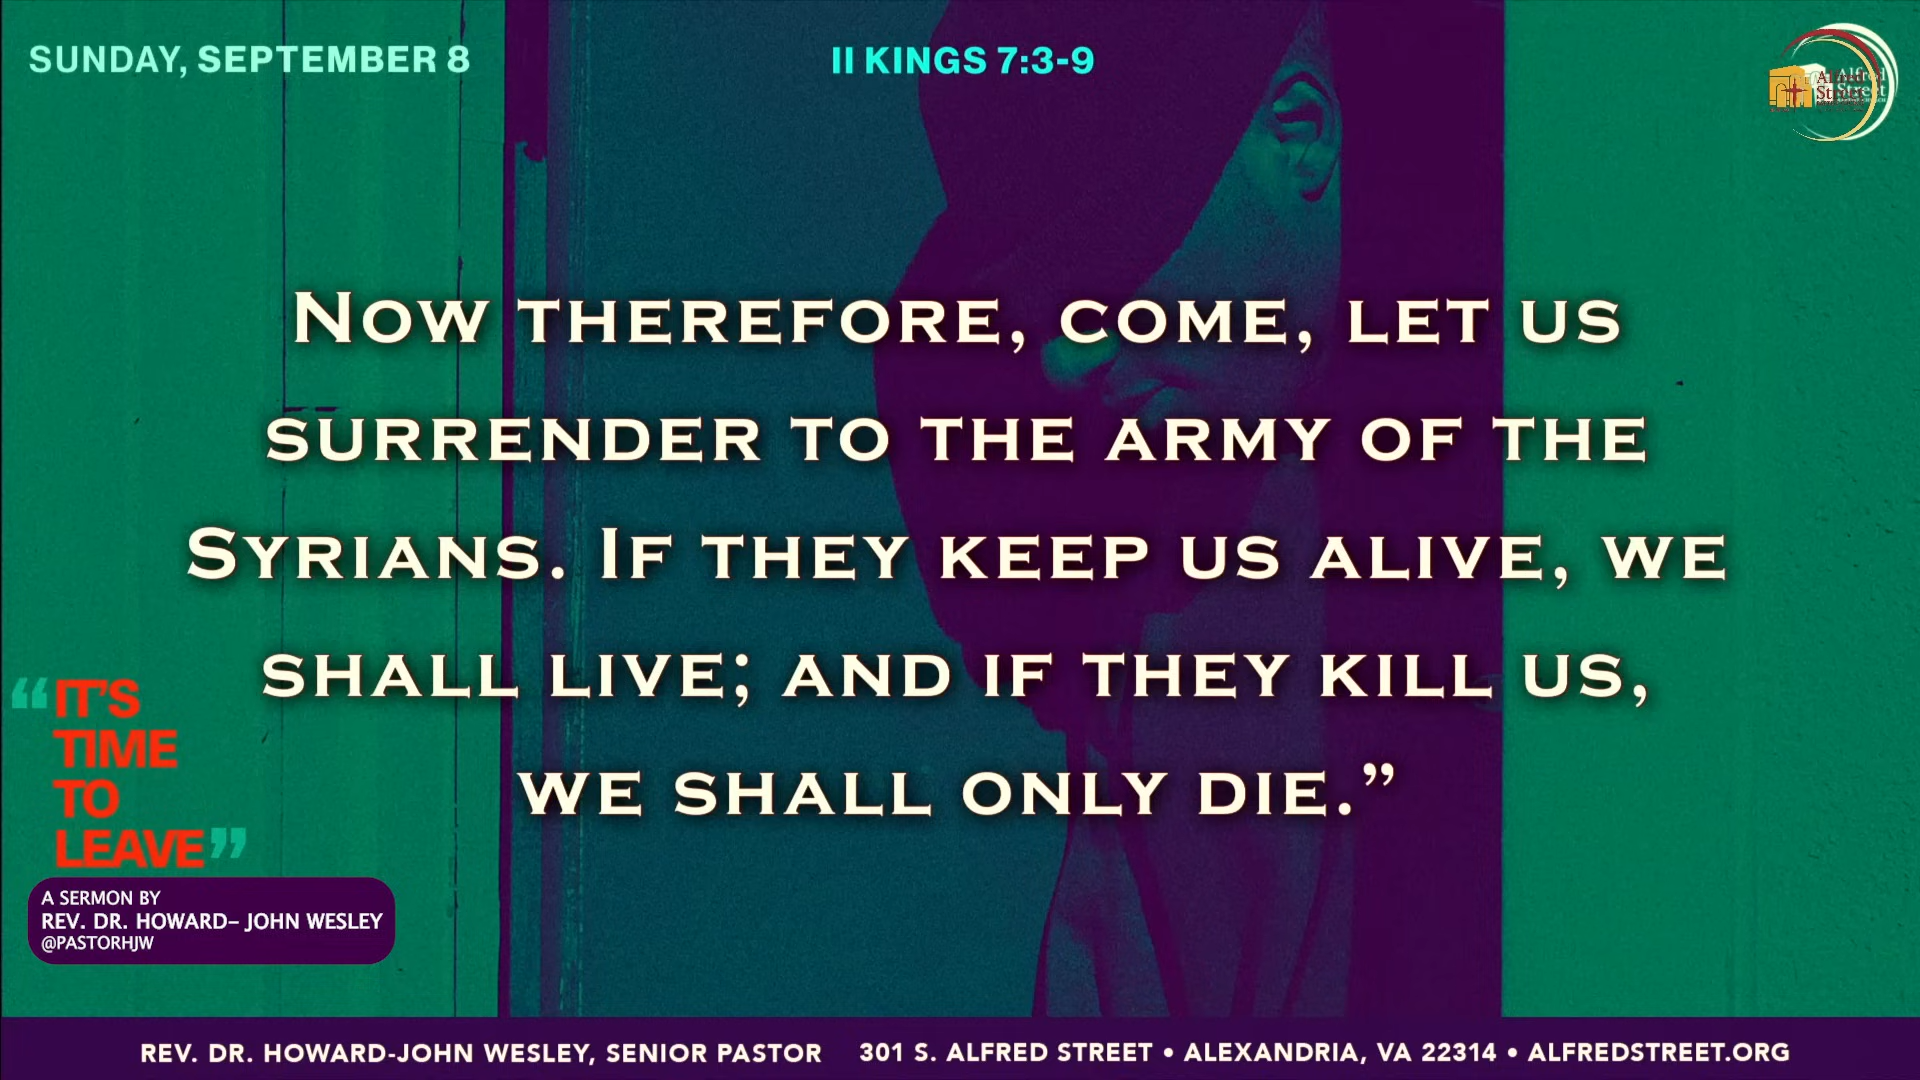 SUNDAY, SEPTEMBER 8
II KINGS 7:3-9
Alfred
Street
NOW THEREFORE, COME, LET US
SURRENDER TO THE ARMY OF THE
SYRIANS. IF THEY KEEP US ALIVE, WE
SHALL LIVE; AND IF THEY KILL US,
WE SHALL ONLY DIE.”
“IT'S
TIME
TO
LEAVE”
A SERMON BY
REV. DR. HOWARD– JOHN WESLEY
@PASTORHJW
REV. DR. HOWARD-JOHN WESLEY, SENIOR PASTOR 301 S. ALFRED STREET • ALEXANDRIA, VA 22314 • ALFREDSTREET.ORG